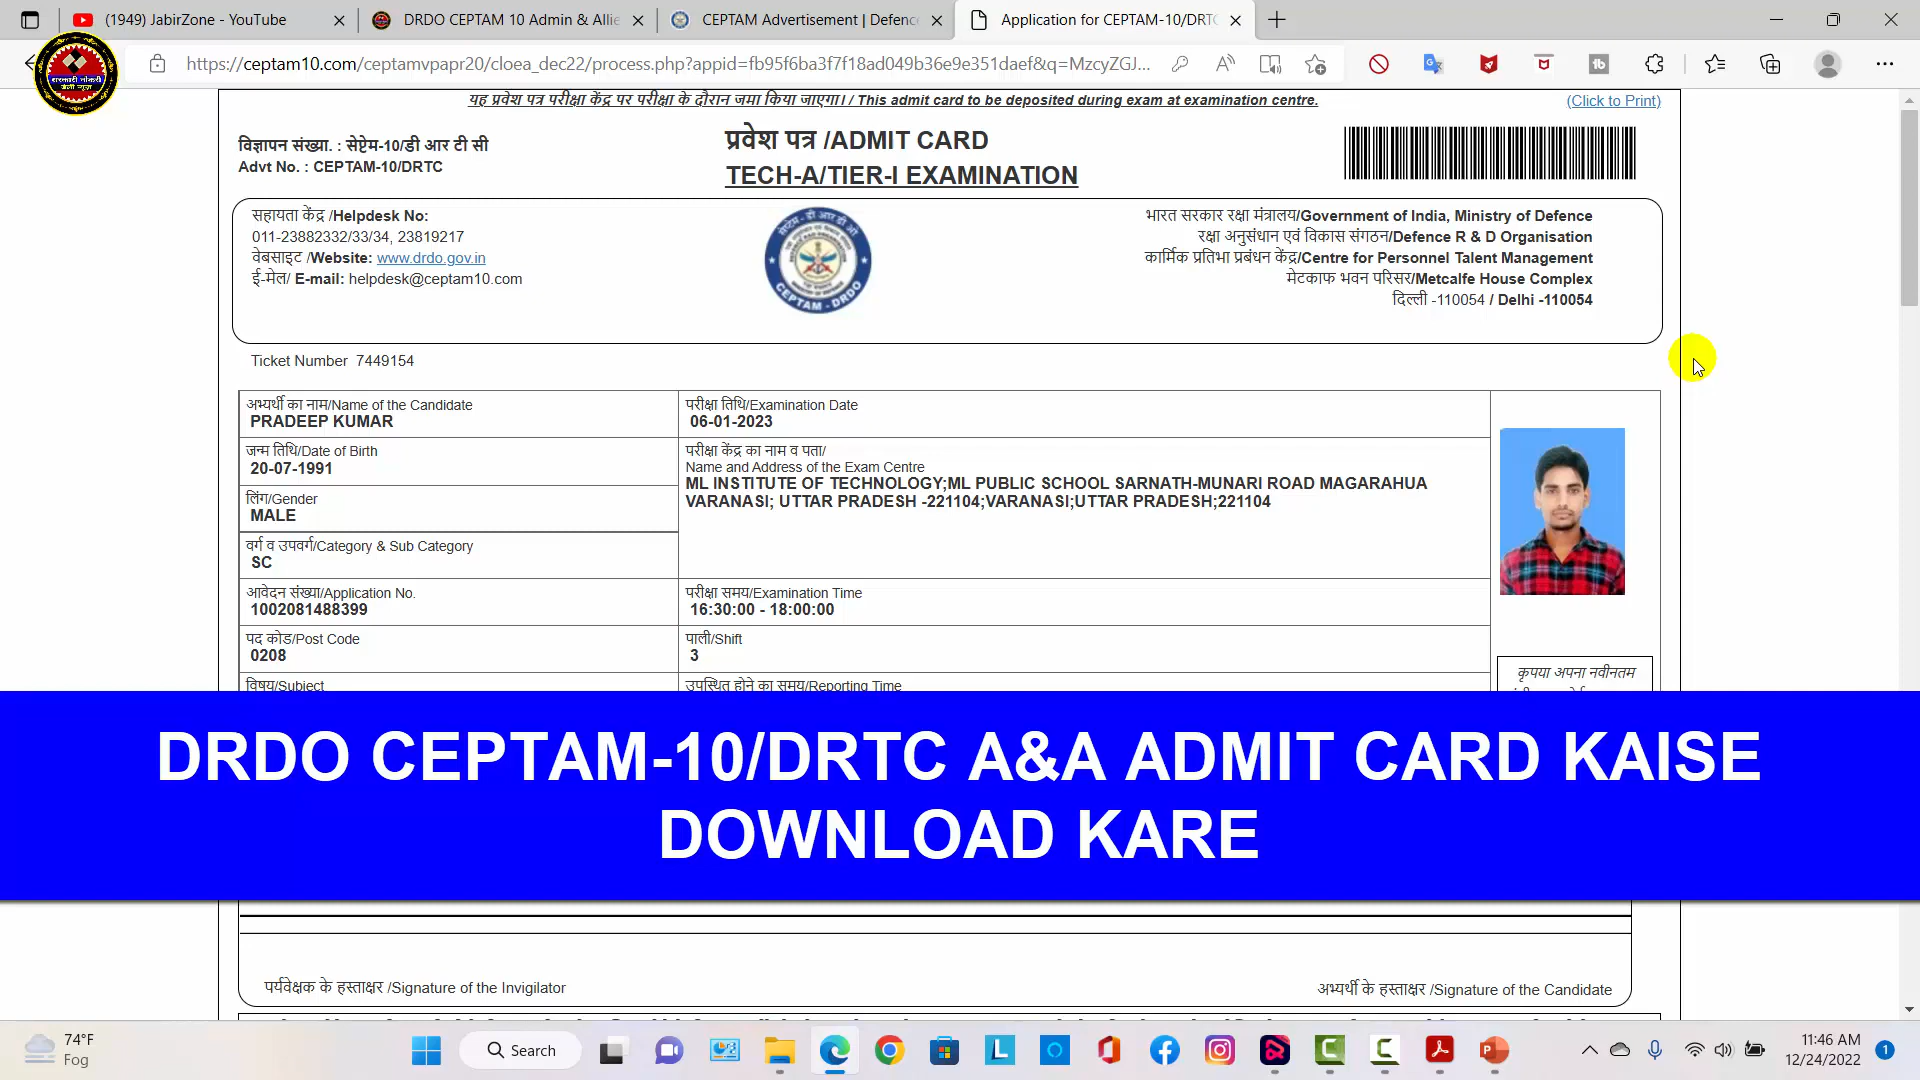 (1949) JabirZone - YouTube
DRDO CEPTAM 10 Admin & Allie
CEPTAM Advertisement | Defence
Application for CEPTAM-10/DRTC
https://ceptam10.com/ceptamvpapr20/cloea_dec22/process.php?appid=fb95f6ba3f7f18ad049b36e9e351daef&q=MzcyZGJ...
सरकारी नौकरी
यह प्रवेश पत्र परीक्षा केंद्र पर परीक्षा के दौरान जमा किया जाएगा। / This admit card to be deposited during exam at examination centre.
(Click to Print)
विज्ञापन संख्या. : सेप्टेम-10/डी आर टी सी
Advt No. : CEPTAM-10/DRTC
प्रवेश पत्र /ADMIT CARD
TECH-A/TIER-I EXAMINATION
सहायता केंद्र /Helpdesk No:
011-23882332/33/34, 23819217
वेबसाइट /Website: www.drdo.gov.in
ई-मेल/ E-mail: helpdesk@ceptam10.com
CEPTAM - DRDO
भारत सरकार रक्षा मंत्रालय/Government of India, Ministry of Defence
रक्षा अनुसंधान एवं विकास संगठन/Defence R & D Organisation
कार्मिक प्रतिभा प्रबंधन केंद्र/Centre for Personnel Talent Management
मेटकाफ भवन परिसर/Metcalfe House Complex
दिल्ली -110054 / Delhi -110054
Ticket Number 7449154
अभ्यर्थी का नाम/Name of the Candidate
PRADEEP KUMAR
परीक्षा तिथि/Examination Date
06-01-2023
जन्म तिथि/Date of Birth
20-07-1991
परीक्षा केंद्र का नाम व पता/
Name and Address of the Exam Centre
ML INSTITUTE OF TECHNOLOGY;ML PUBLIC SCHOOL SARNATH-MUNARI ROAD MAGARAHUA
VARANASI; UTTAR PRADESH -221104;VARANASI;UTTAR PRADESH;221104
लिंग/Gender
MALE
वर्ग व उपवर्ग/Category & Sub Category
SC
आवेदन संख्या/Application No.
1002081488399
परीक्षा समय/Examination Time
16:30:00 - 18:00:00
पद कोड/Post Code
0208
पाली/Shift
3
विषय/Subject
उपस्थित होने का समय/Reporting Time
कृपया अपना नवीनतम
DRDO CEPTAM-10/DRTC A&A ADMIT CARD KAISE
DOWNLOAD KARE
पर्यवेक्षक के हस्ताक्षर /Signature of the Invigilator
अभ्यर्थी के हस्ताक्षर /Signature of the Candidate
74°F
Fog
Search
11:46 AM
12/24/2022
1